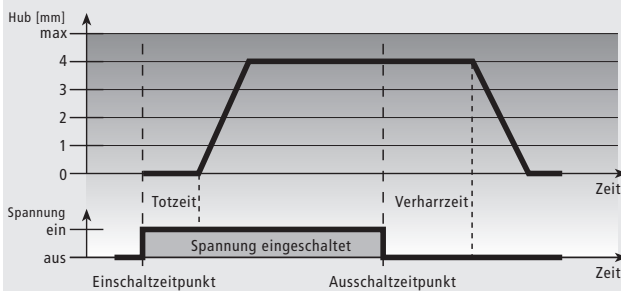 Hub [mm]
max
4
3
2
1
0
Zeit
Totzeit
Verharrzeit
Spannung
ein
Spannung eingeschaltet
aus
Zeit
Einschaltzeitpunkt
Ausschaltzeitpunkt